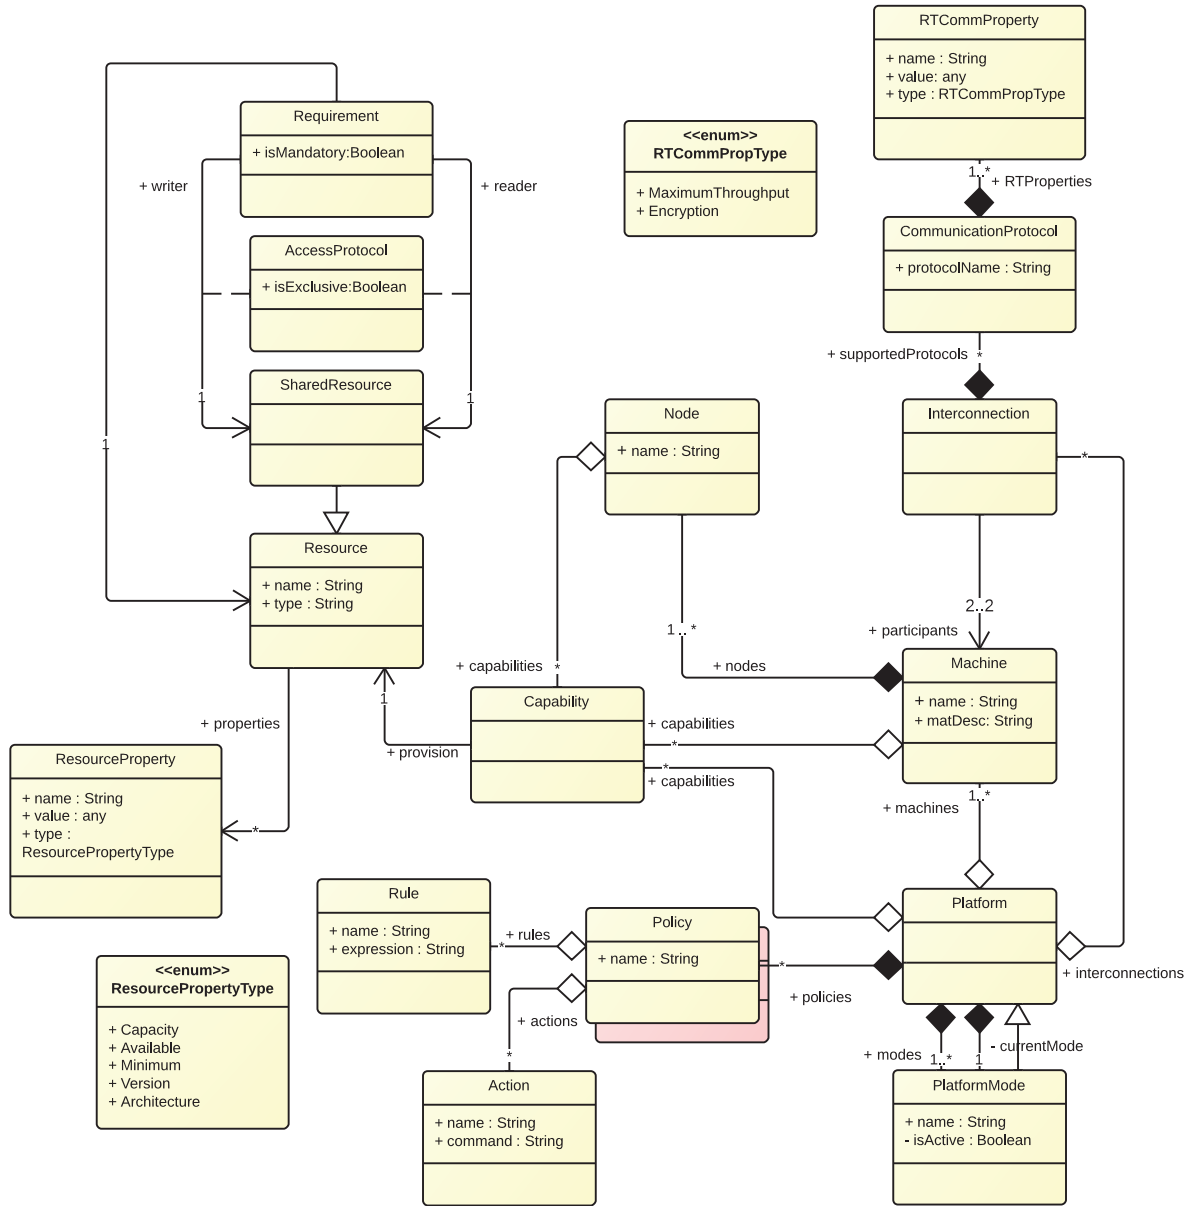 RTCommProperty
+ name : String
+ value: any
+ type : RTCommPropType
1..*
+ RTProperties
<<enum>>
RTCommPropType
+ MaximumThroughput
+ Encryption
CommunicationProtocol
+ protocolName : String
+ supportedProtocols
*
Requirement
+ isMandatory:Boolean
+ writer
+ reader
AccessProtocol
+ isExclusive:Boolean
SharedResource
1
1
1
Node
+ name : String
Interconnection
*
Resource
+ name : String
+ type : String
2..2
+ participants
1.. *
+ nodes
+ capabilities
*
Machine
+ name : String
+ matDesc: String
Capability
1
+ provision
+ capabilities
*
*
+ capabilities
+ properties
*
ResourceProperty
+ name : String
+ value : any
+ type :
ResourcePropertyType
1..*
+ machines
Platform
Rule
+ name : String
+ expression : String
+ rules
*
Policy
+ name : String
*
+ policies
+ interconnections
<<enum>>
ResourcePropertyType
+ Capacity
+ Available
+ Minimum
+ Version
+ Architecture
+ actions
*
Action
+ name : String
+ command : String
- currentMode
+ modes
1..*
1
PlatformMode
+ name : String
- isActive : Boolean